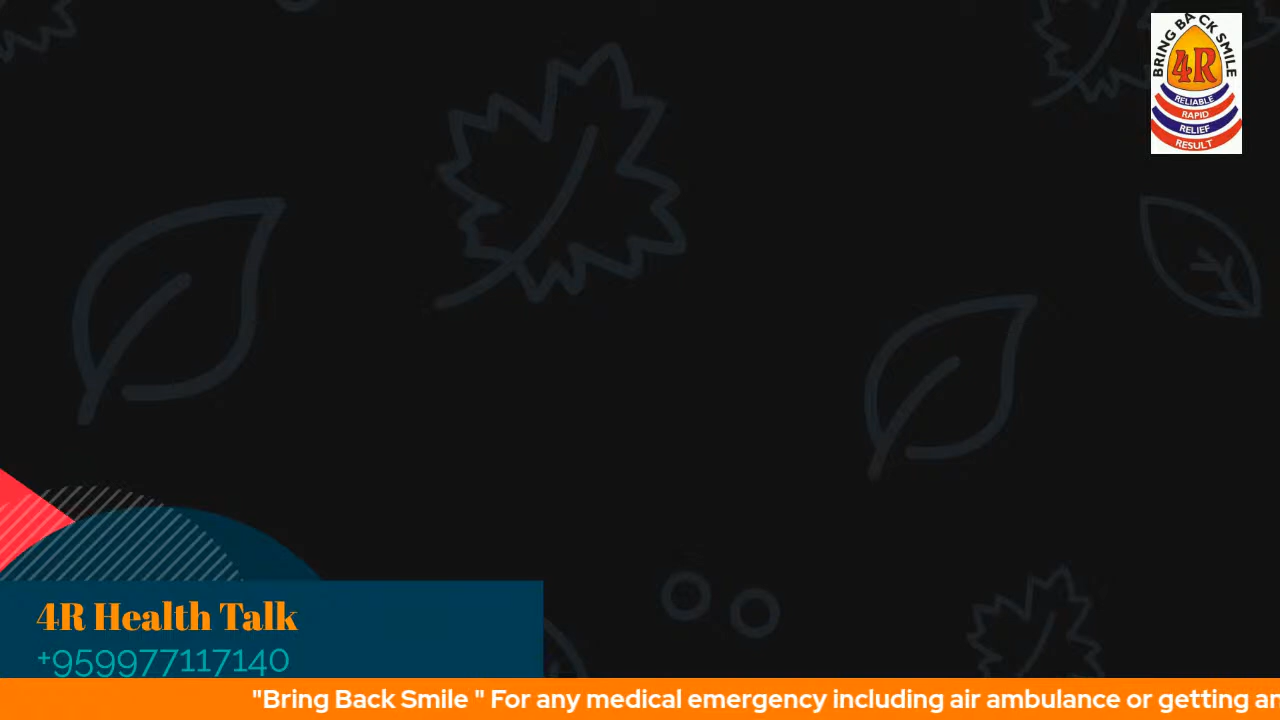 BRING BACK SMILE
4R
RELIABLE
RAPID
RELIEF
RESULT
4R Health Talk
+959977117140
"Bring Back Smile " For any medical emergency including air ambulance or getting